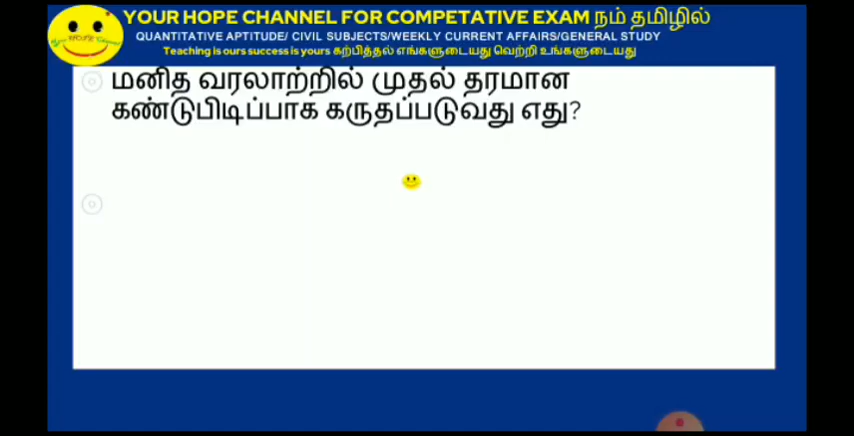 YOUR HOPE CHANNEL FOR COMPETATIVE EXAM நம் தமிழில்
QUANTITATIVE APTITUDE/ CIVIL SUBJECTS/WEEKLY CURRENT AFFAIRS/GENERAL STUDY
Teaching is ours success is yours கற்பித்தல் எங்களுடையது வெற்றி உங்களுடையது
மனித வரலாற்றில் முதல் தரமான
கண்டுபிடிப்பாக கருதப்படுவது எது?